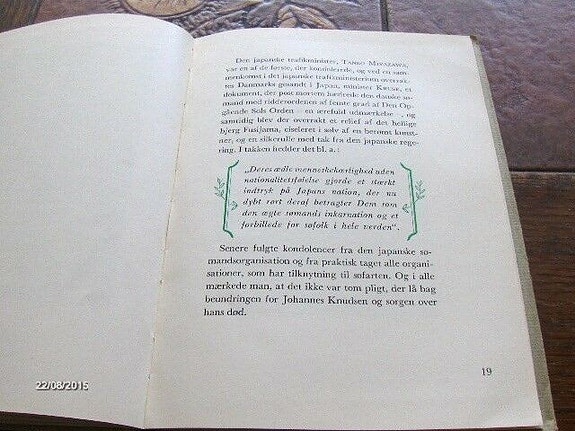 Den japanske trafikminister, TANEO MIYAZAWA,
var en af de første, der kondolerede, og ved en sam-
menkomst i det japanske trafikministerium overrak-
tes Danmarks gesandt i Japan, minister KRUSE, et
dokument, der post mortem hædrede den danske sø-
mand med ridderordenen af femte grad af Den Op-
gående Sols Orden — en ærefuld udmærkelse —, og
samtidig blev der overrakt et relief af det hellige
bjerg Fusijama, ciseleret i sølv af en berømt kunst-
ner, og en silkerulle med tak fra den japanske rege-
ring. I takken hedder det bl. a.:
„Deres ædle menneskekærlighed uden
nationalitetsfølelse gjorde et stærkt
indtryk på Japans nation, der nu
dybt rørt deraf betragter Dem som
den ægte sømands inkarnation og et
forbillede for søfolk i hele verden“.
Senere fulgte kondolencer fra den japanske sø-
mandsorganisation og fra praktisk taget alle organi-
sationer, som har tilknytning til søfarten. Og i alle
mærkede man, at det ikke var tom pligt, der lå bag
beundringen for Johannes Knudsen og sorgen over
hans død.
19
22/08/2015